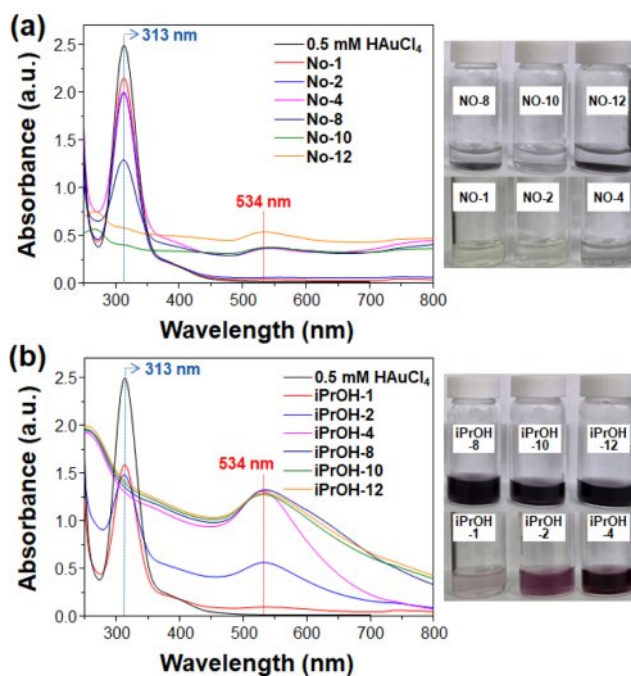 (a)
Absorbance (a.u.)
2.5
2.0
1.5
1.0
0.5
0.0
313 nm
534 nm
0.5 mM HAuCl₄
No-1
No-2
No-4
No-8
No-10
No-12
300 400 500 600 700 800
Wavelength (nm)
NO-8 NO-10 NO-12
NO-1 NO-2 NO-4
(b)
Absorbance (a.u.)
2.5
2.0
1.5
1.0
0.5
0.0
313 nm
534 nm
0.5 mM HAuCl₄
iPrOH-1
iPrOH-2
iPrOH-4
iPrOH-8
iPrOH-10
iPrOH-12
300 400 500 600 700 800
Wavelength (nm)
iPrOH iPrOH iPrOH
-8 -10 -12
iPrOH iPrOH iPrOH
-1 -2 -4